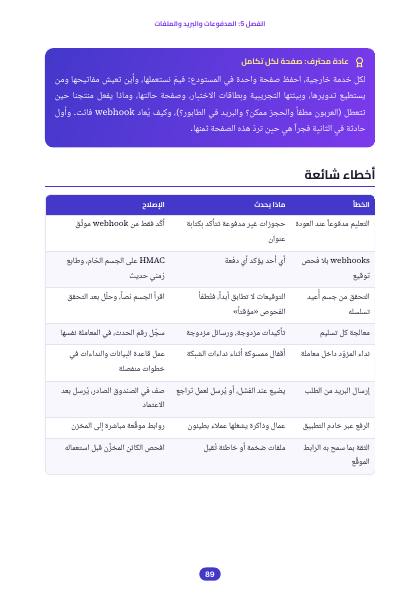 الفصل 5: المدفوعات والبريد والملفات
عادة محترف: صفحة لكل تكامل
لكل خدمة خارجية، احفظ صفحة واحدة في المستودع: فيمَ نستعملها، وأين تعيش مفاتيحها ومن
يستطيع تدويرها، وبيئتها التجريبية وبطاقات الاختبار، وصفحة حالتها، وماذا يفعل منتجنا حين
تتعطل (العربون مطفأ والحجز ممكن؟ والبريد في الطابور؟)، وكيف يُعاد webhook فائت. وأول
حادثة في الثانية فجراً هي حين تردّ هذه الصفحة ثمنها.
أخطاء شائعة
الخطأ ماذا يحدث الإصلاح
التعليم مدفوعاً عند العودة حجوزات غير مدفوعة تتأكد بكتابة أكّد فقط من webhook موثّق
عنوان
webhooks بلا فحص أي أحد يؤكد أي دفعة HMAC على الجسم الخام، وطابع
توقيع زمني حديث
التحقق من جسم أُعيد التوقيعات لا تطابق أبداً، فتُطفأ اقرأ الجسم نصاً، وحلّل بعد التحقق
تسلسله الفحوص «مؤقتاً»
معالجة كل تسليم تأكيدات مزدوجة، ورسائل مزدوجة سجّل رقم الحدث، في المعاملة نفسها
نداء المزوّد داخل معاملة أقفال ممسوكة أثناء نداءات الشبكة عمل قاعدة البيانات والنداءات في
خطوات منفصلة
إرسال البريد من الطلب يضيع عند الفشل، أو يُرسل لعمل تراجع صف في الصندوق الصادر، يُرسل بعد
الاعتماد
الرفع عبر خادم التطبيق عمال وذاكرة يشغلها عملاء بطيئون روابط موقّعة مباشرة إلى المخزن
الثقة بما سمح به الرابط ملفات ضخمة أو خاطئة تُقبل افحص الكائن المخزّن قبل استعماله
الموقّع
89